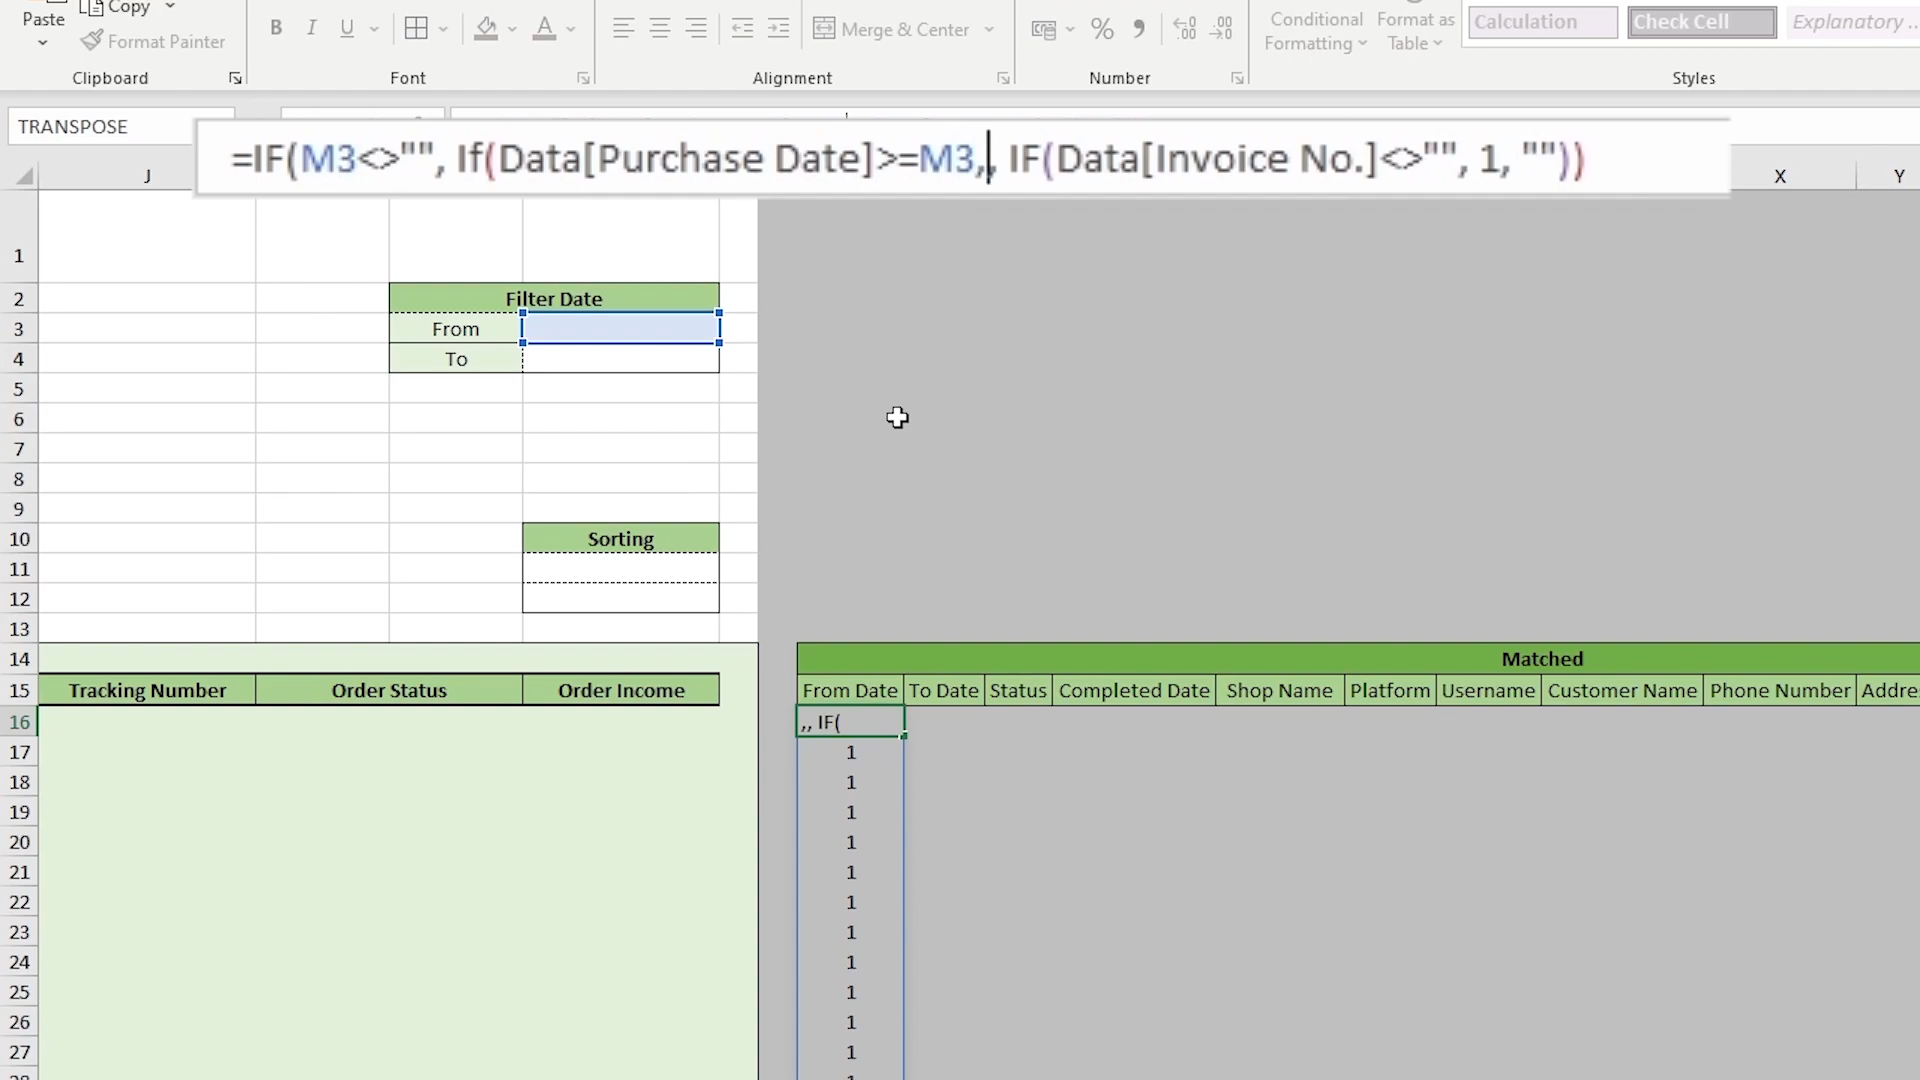 Paste
Copy
Format Painter
B I U A
Merge & Center
%
Conditional Formatting
Format as Table
Calculation
Check Cell
Explanatory ...
Clipboard
Font
Alignment
Number
Styles
TRANSPOSE
=IF(M3<>"", If(Data[Purchase Date]>=M3,, IF(Data[Invoice No.]<>"", 1, ""))
J X Y
1
2 Filter Date
3 From
4 To
5
6
7
8
9
10 Sorting
11
12
13
14 Matched
15 Tracking Number Order Status Order Income From Date To Date Status Completed Date Shop Name Platform Username Customer Name Phone Number Addre
16 ,, IF(
17 1
18 1
19 1
20 1
21 1
22 1
23 1
24 1
25 1
26 1
27 1
28 1